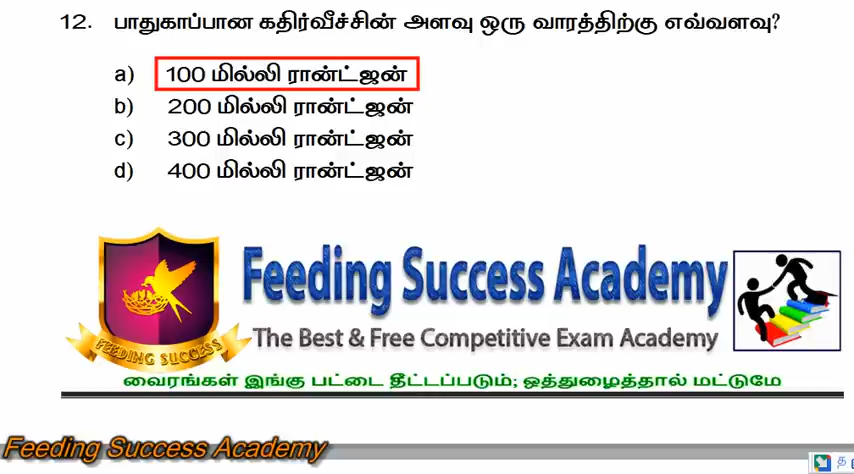 12. பாதுகாப்பான கதிர்வீச்சின் அளவு ஒரு வாரத்திற்கு எவ்வளவு?
a) 100 மில்லி ரான்ட்ஜன்
b) 200 மில்லி ரான்ட்ஜன்
c) 300 மில்லி ரான்ட்ஜன்
d) 400 மில்லி ரான்ட்ஜன்
Feeding Success Academy
The Best & Free Competitive Exam Academy
FEEDING SUCCESS
வைரங்கள் இங்கு பட்டை தீட்டப்படும்; ஒத்துழைத்தால் மட்டுமே
Feeding Success Academy